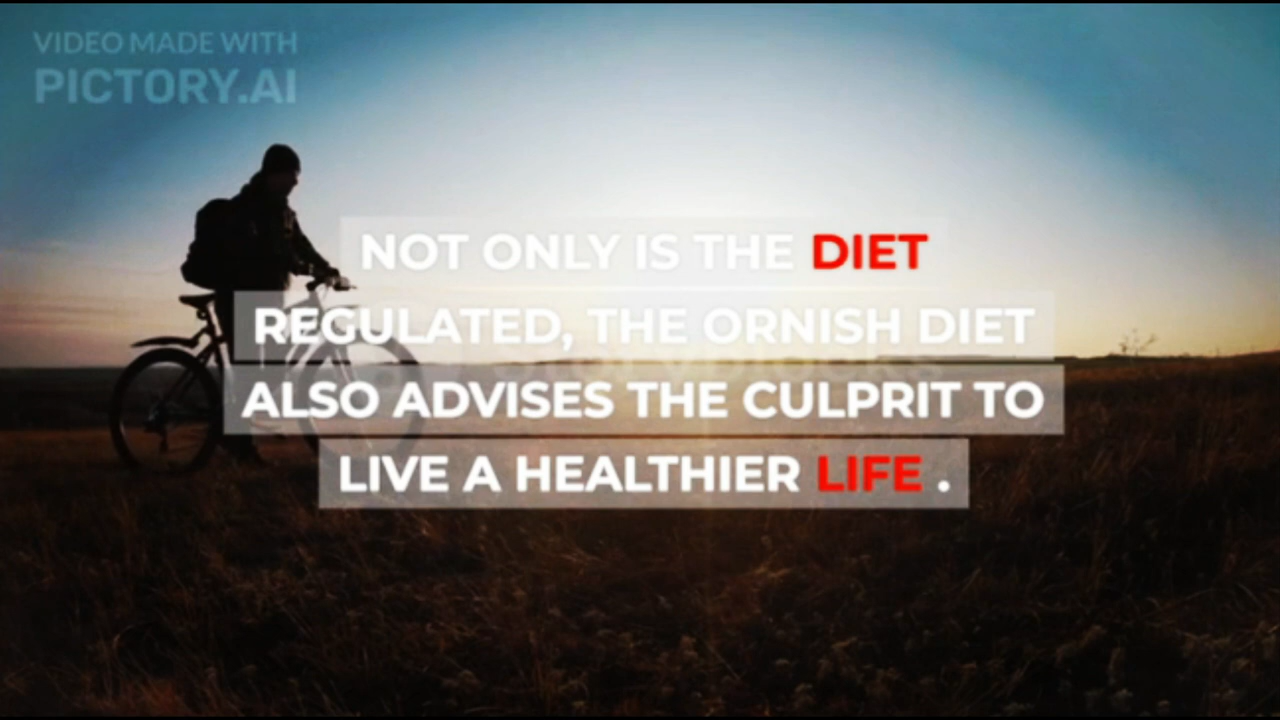 VIDEO MADE WITH
PICTORY.AI
NOT ONLY IS THE DIET
REGULATED, THE ORNISH DIET
ALSO ADVISES THE CULPRIT TO
LIVE A HEALTHIER LIFE .